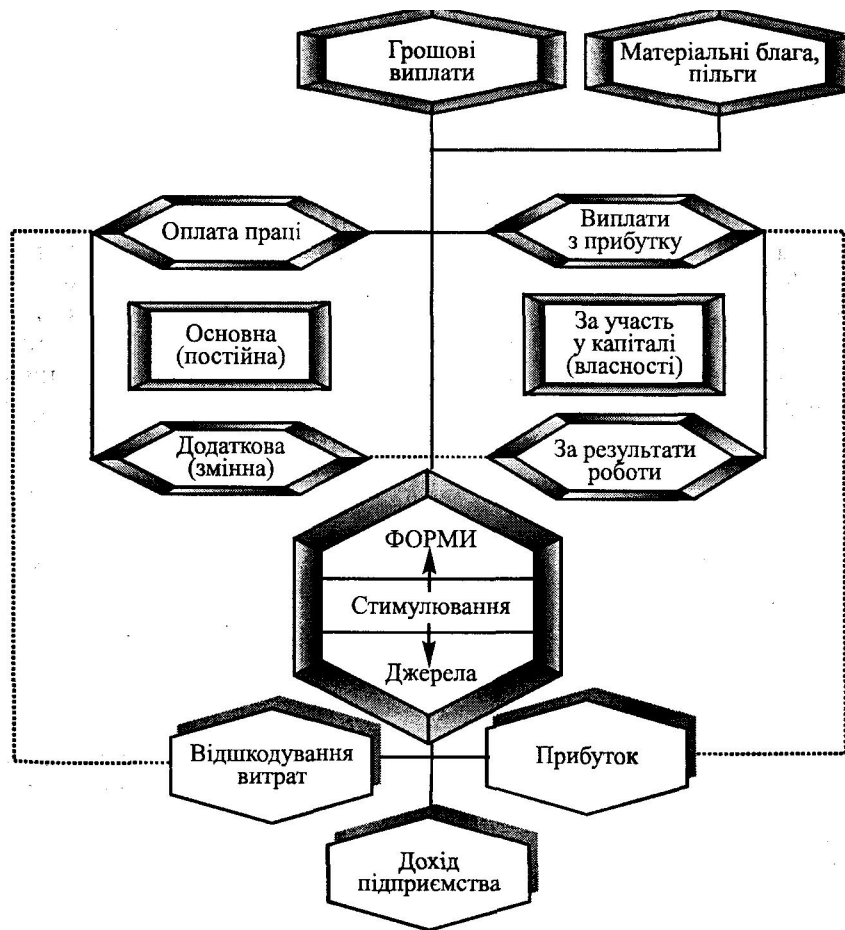 Грошові
виплати
Матеріальні блага,
пільги
Оплата праці
Виплати
з прибутку
Основна
(постійна)
За участь
у капіталі
(власності)
Додаткова
(змінна)
За результати
роботи
ФОРМИ
Стимулювання
Джерела
Відшкодування
витрат
Прибуток
Дохід
підприємства